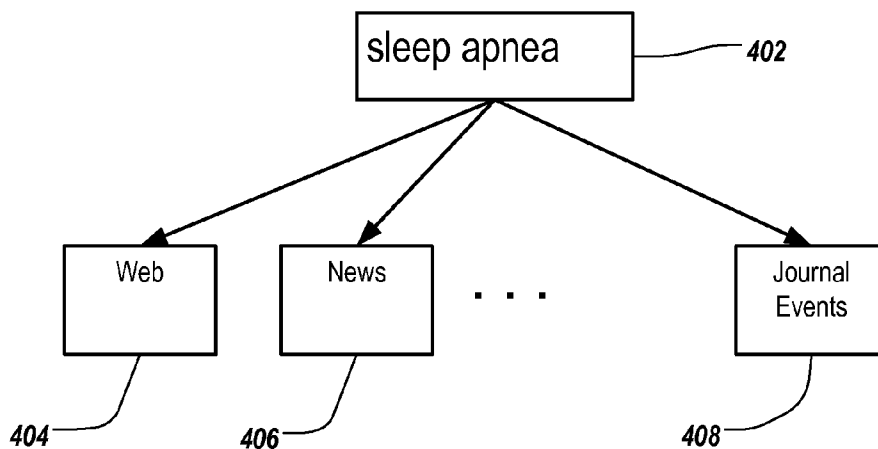 sleep apnea
402
Web
News
. . .
Journal
Events
404
406
408